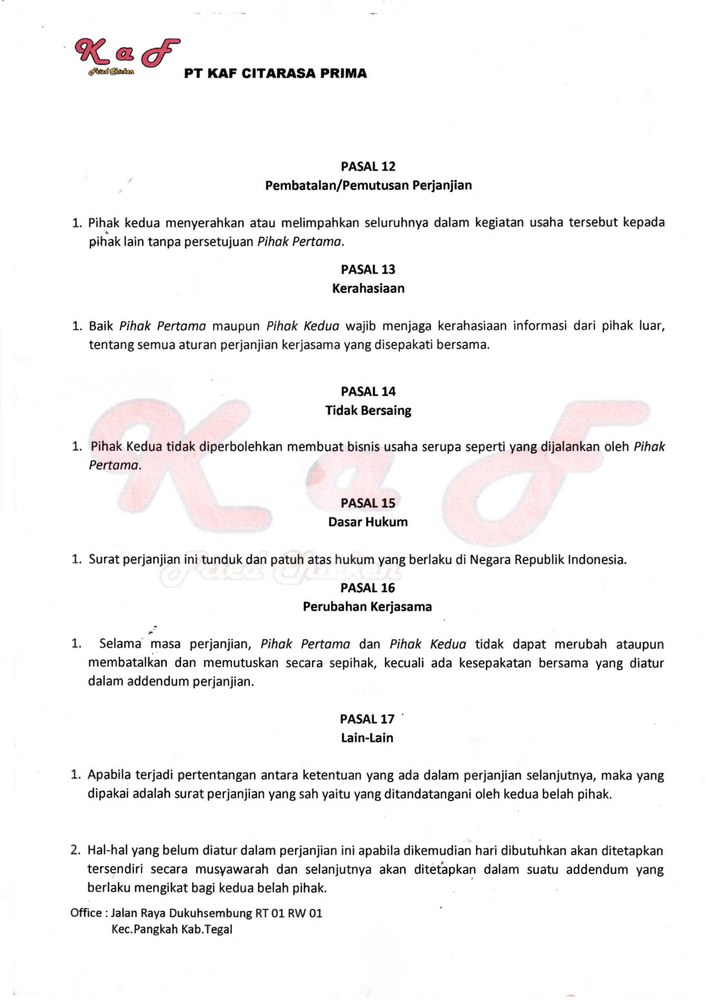 KaF
Fried Chicken
PT KAF CITARASA PRIMA
PASAL 12
Pembatalan/Pemutusan Perjanjian
1. Pihak kedua menyerahkan atau melimpahkan seluruhnya dalam kegiatan usaha tersebut kepada
pihak lain tanpa persetujuan Pihak Pertama.
PASAL 13
Kerahasiaan
1. Baik Pihak Pertama maupun Pihak Kedua wajib menjaga kerahasiaan informasi dari pihak luar,
tentang semua aturan perjanjian kerjasama yang disepakati bersama.
PASAL 14
Tidak Bersaing
1. Pihak Kedua tidak diperbolehkan membuat bisnis usaha serupa seperti yang dijalankan oleh Pihak
Pertama.
KaF
PASAL 15
Dasar Hukum
1. Surat perjanjian ini tunduk dan patuh atas hukum yang berlaku di Negara Republik Indonesia.
Fried Chicken
PASAL 16
Perubahan Kerjasama
1. Selama masa perjanjian, Pihak Pertama dan Pihak Kedua tidak dapat merubah ataupun
membatalkan dan memutuskan secara sepihak, kecuali ada kesepakatan bersama yang diatur
dalam addendum perjanjian.
PASAL 17
Lain-Lain
1. Apabila terjadi pertentangan antara ketentuan yang ada dalam perjanjian selanjutnya, maka yang
dipakai adalah surat perjanjian yang sah yaitu yang ditandatangani oleh kedua belah pihak.
2. Hal-hal yang belum diatur dalam perjanjian ini apabila dikemudian hari dibutuhkan akan ditetapkan
tersendiri secara musyawarah dan selanjutnya akan ditetapkan dalam suatu addendum yang
berlaku mengikat bagi kedua belah pihak.
Office : Jalan Raya Dukuhsembung RT 01 RW 01
Kec.Pangkah Kab.Tegal